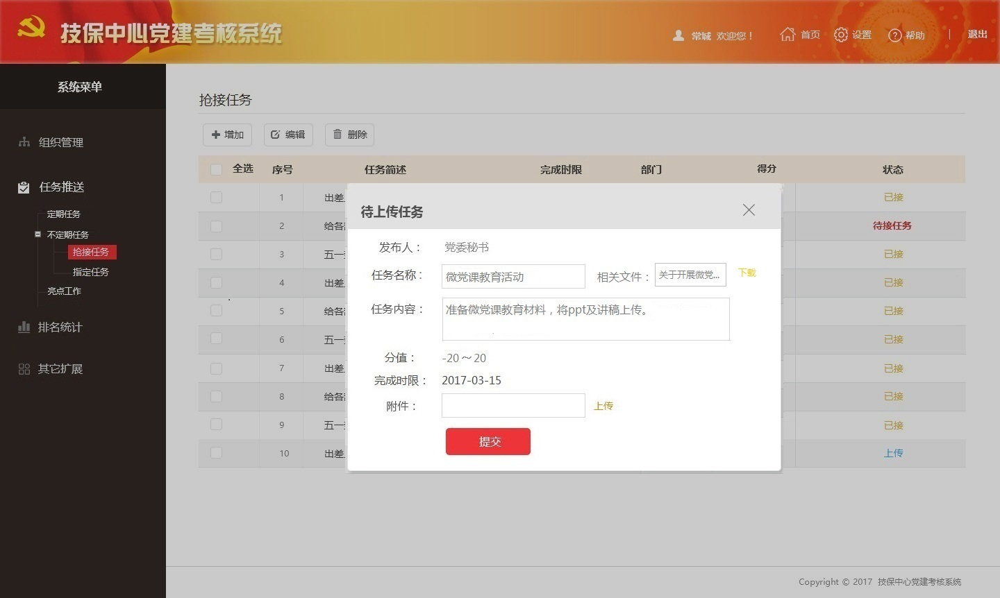 技保中心党建考核系统
常城 欢迎您！ 首页 设置 帮助 退出
系统菜单
组织管理
任务推送
定期任务
不定期任务
抢接任务
指定任务
亮点工作
排名统计
其它扩展
抢接任务
增加 编辑 删除
全选 序号 任务简述 完成时限 部门 得分 状态
1 出差 已接
2 给各 待接任务
3 五一 已接
4 出差 已接
5 给各 已接
6 五一 已接
7 出差 已接
8 给各 已接
9 五一 已接
10 出差 上传
待上传任务
发布人： 党委秘书
任务名称： 微党课教育活动 相关文件： 关于开展微党... 下载
任务内容： 准备微党课教育材料，将ppt及讲稿上传。
分值： -20～20
完成时限： 2017-03-15
附件： 上传
提交
Copyright © 2017 技保中心党建考核系统